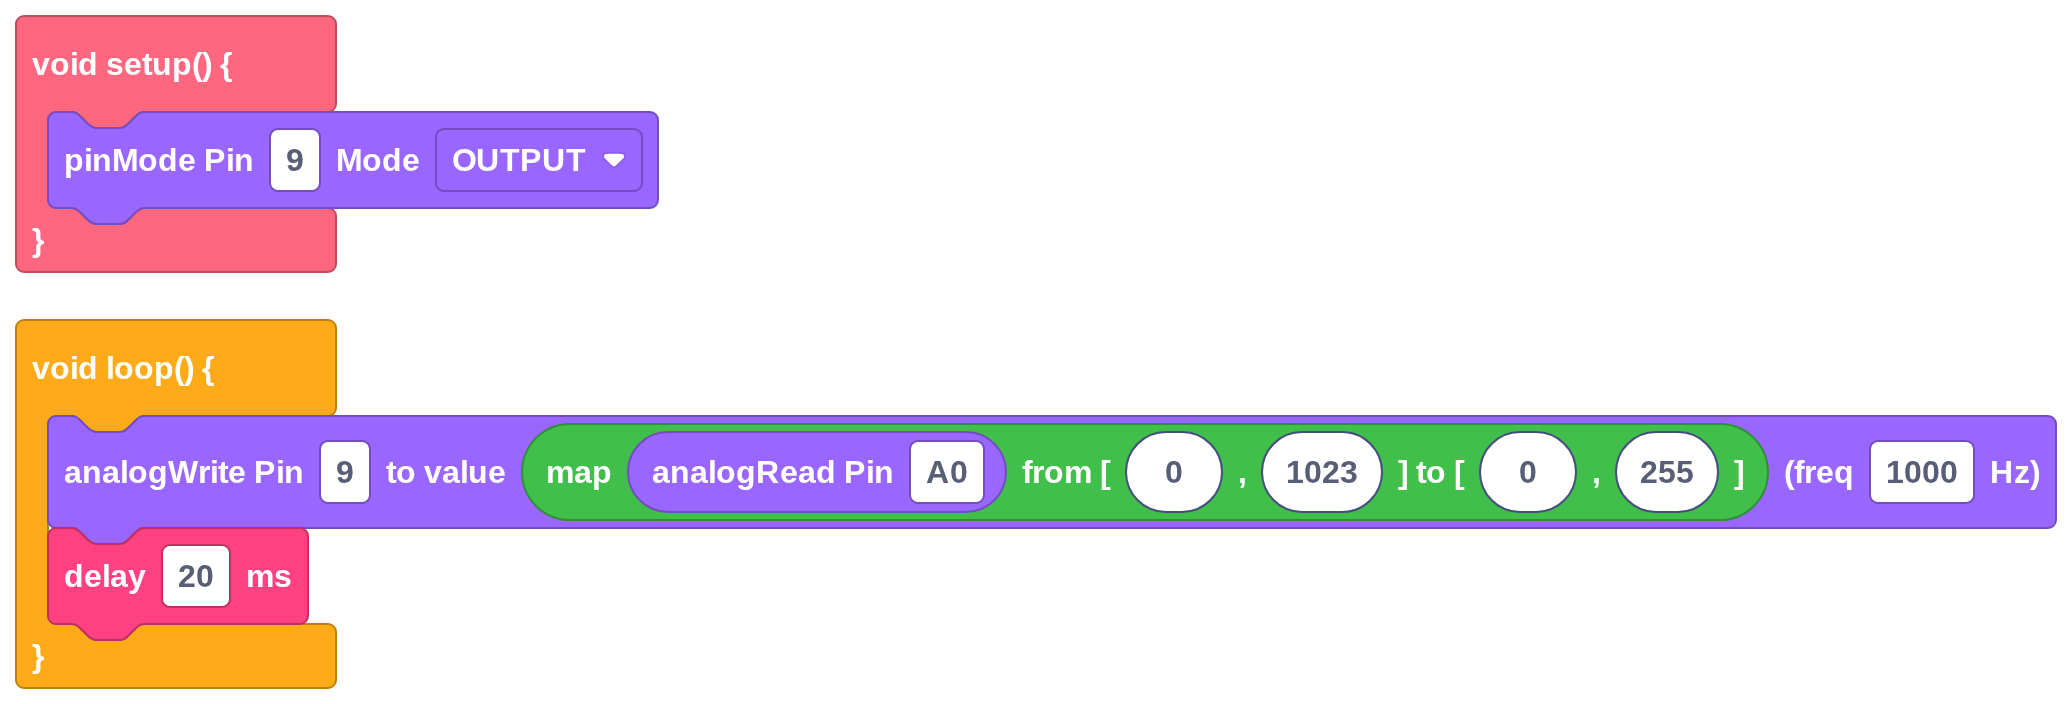 void setup() {
pinMode Pin 9 Mode OUTPUT
}
void loop() {
analogWrite Pin 9 to value map analogRead Pin A0 from [ 0 , 1023 ] to [ 0 , 255 ] (freq 1000 Hz)
delay 20 ms
}